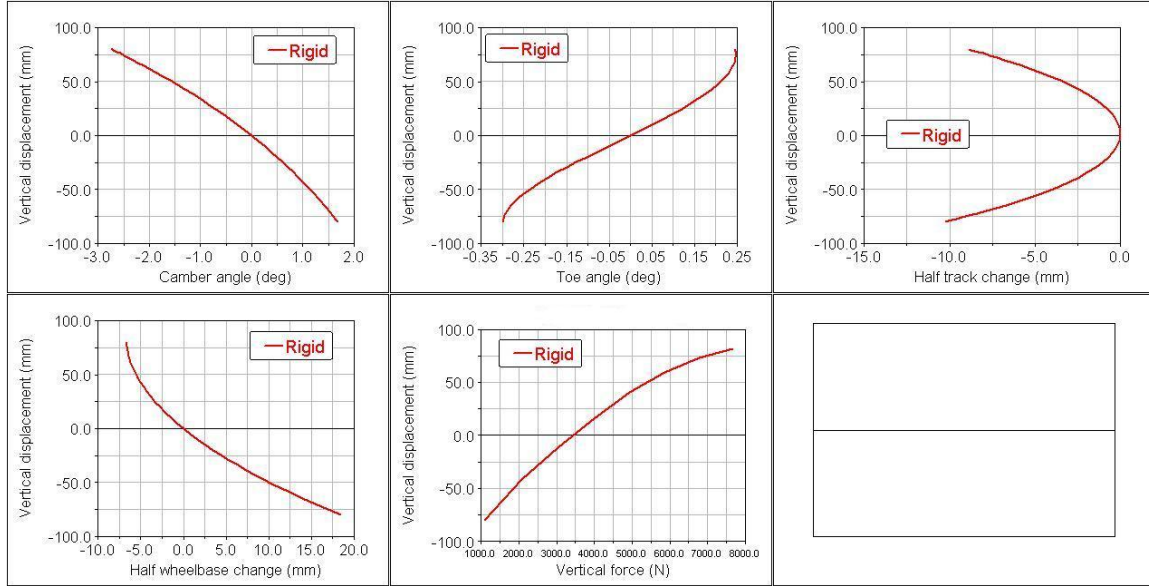 100.0
50.0
0.0
-50.0
-100.0
Vertical displacement (mm)
Rigid
-3.0 -2.0 -1.0 0.0 1.0 2.0
Camber angle (deg)
100.0
50.0
0.0
-50.0
-100.0
Vertical displacement (mm)
Rigid
-0.35 -0.25 -0.15 -0.05 0.05 0.15 0.25
Toe angle (deg)
100.0
50.0
0.0
-50.0
-100.0
Vertical displacement (mm)
Rigid
-15.0 -10.0 -5.0 0.0
Half track change (mm)
100.0
50.0
0.0
-50.0
-100.0
Vertical displacement (mm)
Rigid
-10.0 -5.0 0.0 5.0 10.0 15.0 20.0
Half wheelbase change (mm)
100.0
50.0
0.0
-50.0
-100.0
Vertical displacement (mm)
Rigid
1000.0 2000.0 3000.0 4000.0 5000.0 6000.0 7000.0 8000.0
Vertical force (N)